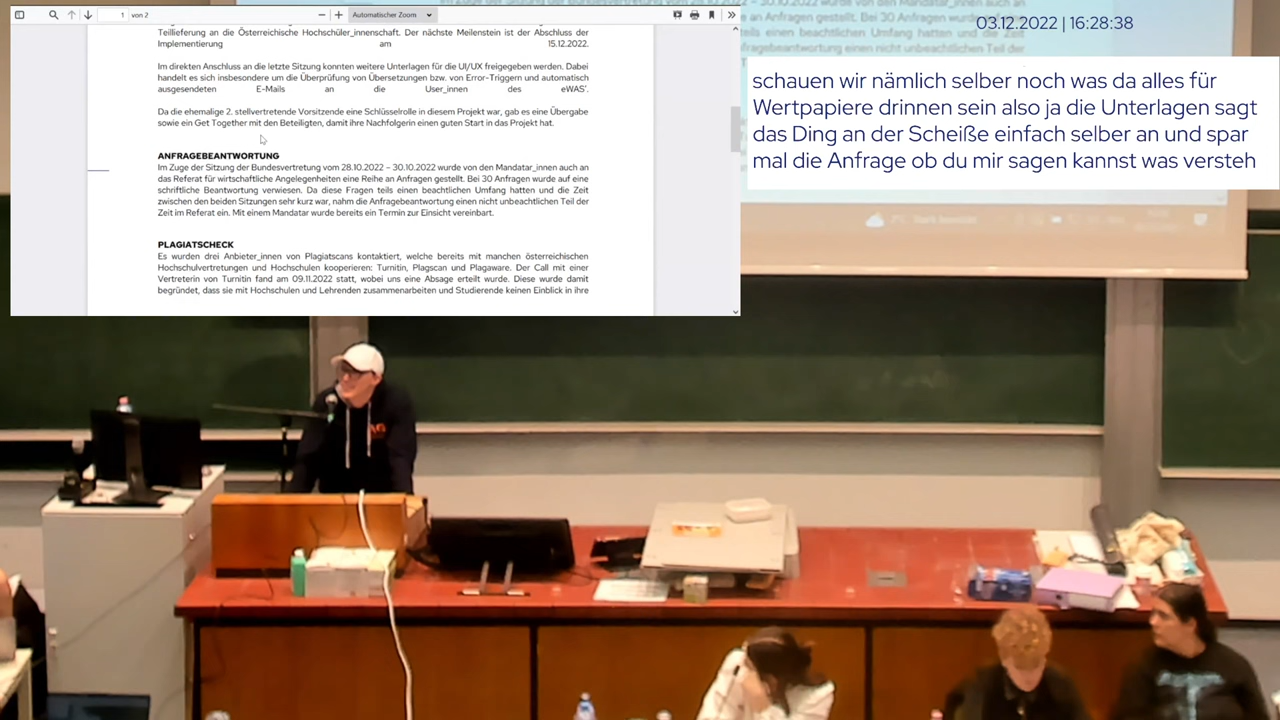 1 von 2
Automatischer Zoom
Teillieferung an die Österreichische Hochschüler_innenschaft. Der nächste Meilenstein ist der Abschluss der
Implementierung am 15.12.2022.
Im direkten Anschluss an die letzte Sitzung konnten weitere Unterlagen für die UI/UX freigegeben werden. Dabei
handelt es sich insbesondere um die Überprüfung von Übersetzungen bzw. von Error-Triggern und automatisch
ausgesendeten E-Mails an die User_innen des eWAS'.
Da die ehemalige 2. stellvertretende Vorsitzende eine Schlüsselrolle in diesem Projekt war, gab es eine Übergabe
sowie ein Get Together mit den Beteiligten, damit ihre Nachfolgerin einen guten Start in das Projekt hat.
ANFRAGEBEANTWORTUNG
Im Zuge der Sitzung der Bundesvertretung vom 28.10.2022 – 30.10.2022 wurde von den Mandatar_innen auch an
das Referat für wirtschaftliche Angelegenheiten eine Reihe an Anfragen gestellt. Bei 30 Anfragen wurde auf eine
schriftliche Beantwortung verwiesen. Da diese Fragen teils einen beachtlichen Umfang hatten und die Zeit
zwischen den beiden Sitzungen sehr kurz war, nahm die Anfragebeantwortung einen nicht unbeachtlichen Teil der
Zeit im Referat ein. Mit einem Mandatar wurde bereits ein Termin zur Einsicht vereinbart.
PLAGIATSCHECK
Es wurden drei Anbieter_innen von Plagiatscans kontaktiert, welche bereits mit manchen österreichischen
Hochschulvertretungen und Hochschulen kooperieren: Turnitin, Plagscan und Plagaware. Der Call mit einer
Vertreterin von Turnitin fand am 09.11.2022 statt, wobei uns eine Absage erteilt wurde. Diese wurde damit
begründet, dass sie mit Hochschulen und Lehrenden zusammenarbeiten und Studierende keinen Einblick in ihre
03.12.2022 | 16:28:38
schauen wir nämlich selber noch was da alles für
Wertpapiere drinnen sein also ja die Unterlagen sagt
das Ding an der Scheiße einfach selber an und spar
mal die Anfrage ob du mir sagen kannst was versteh